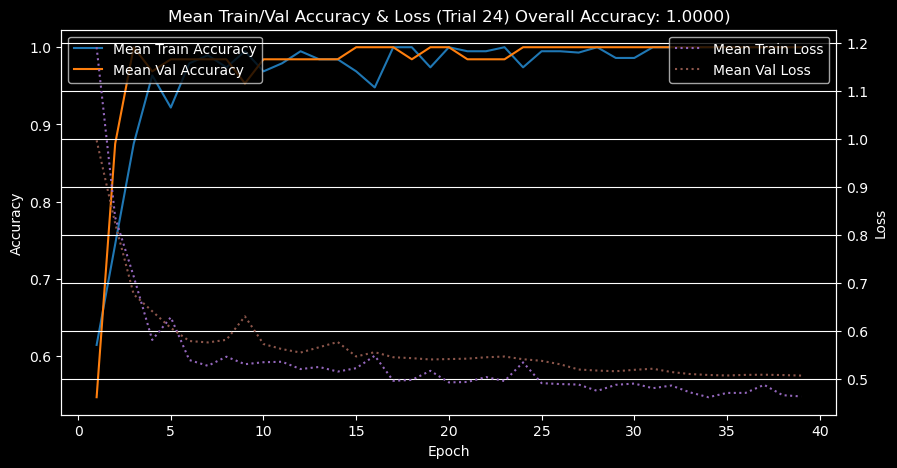 Mean Train/Val Accuracy & Loss (Trial 24) Overall Accuracy: 1.0000)
Mean Train Accuracy
Mean Val Accuracy
Mean Train Loss
Mean Val Loss
1.0
0.9
0.8
0.7
0.6
Accuracy
1.2
1.1
1.0
0.9
0.8
0.7
0.6
0.5
Loss
0
5
10
15
20
25
30
35
40
Epoch